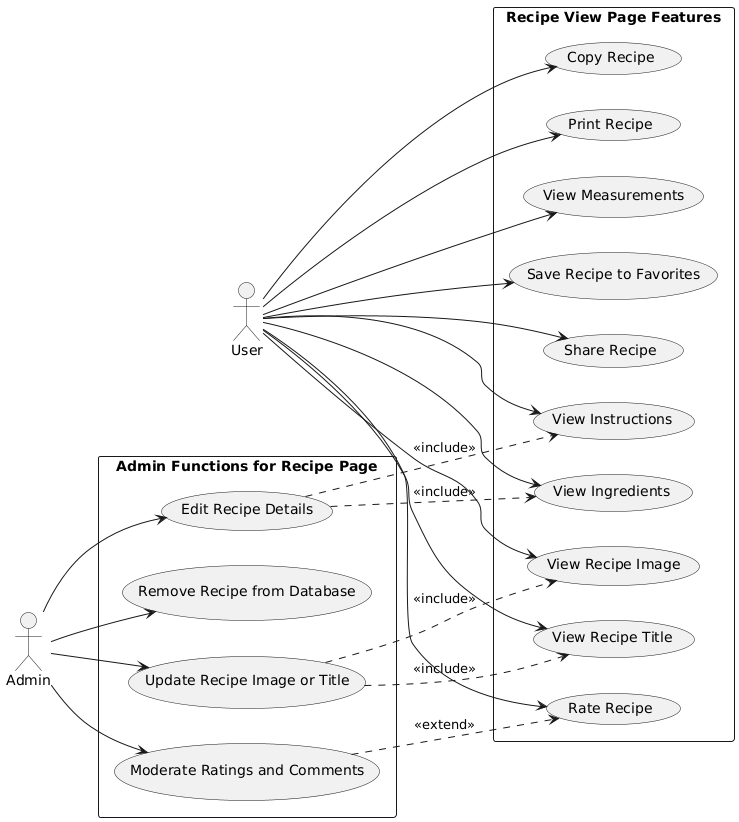 Recipe View Page Features
Copy Recipe
Print Recipe
View Measurements
Save Recipe to Favorites
User
Share Recipe
View Instructions
«include»
Admin Functions for Recipe Page
View Ingredients
«include»
Edit Recipe Details
View Recipe Image
Remove Recipe from Database
«include»
View Recipe Title
«include»
Admin
Update Recipe Image or Title
Rate Recipe
«extend»
Moderate Ratings and Comments